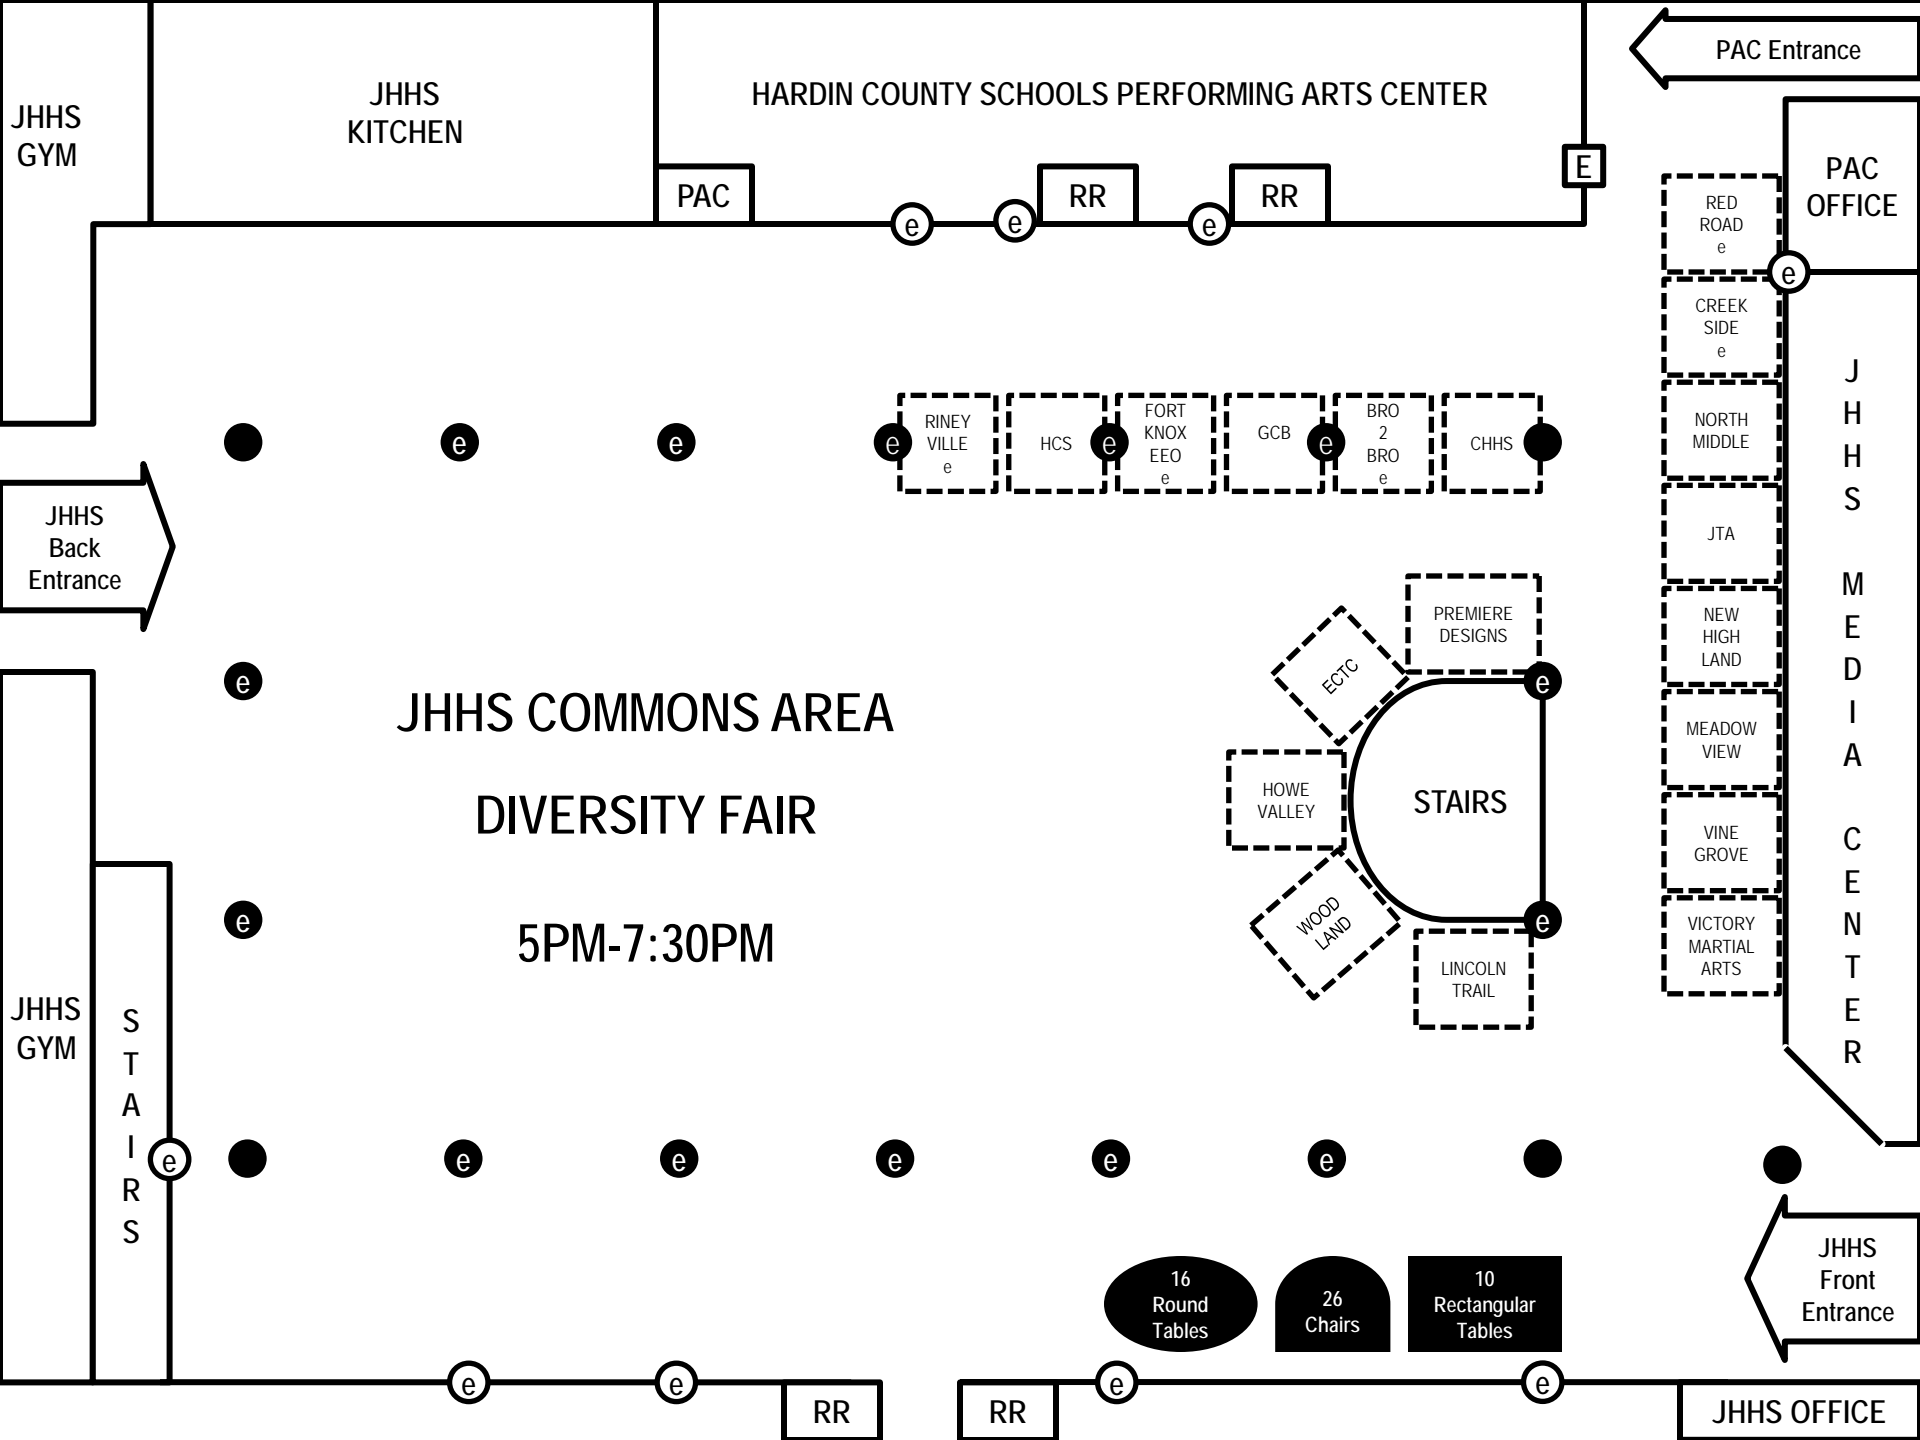 PAC Entrance
JHHS
GYM
JHHS
KITCHEN
HARDIN COUNTY SCHOOLS PERFORMING ARTS CENTER
PAC
RR
RR
E
e
e
e
PAC
OFFICE
RED
ROAD
e
e
CREEK
SIDE
e
NORTH
MIDDLE
JTA
NEW
HIGH
LAND
MEADOW
VIEW
VINE
GROVE
VICTORY
MARTIAL
ARTS
J
H
H
S
M
E
D
I
A
C
E
N
T
E
R
e
e
e
RINEY
VILLE
e
HCS
e
FORT
KNOX
EEO
e
GCB
e
BRO
2
BRO
e
CHHS
JHHS
Back
Entrance
PREMIERE
DESIGNS
ECTC
e
HOWE
VALLEY
STAIRS
WOOD
LAND
e
LINCOLN
TRAIL
e
JHHS COMMONS AREA
DIVERSITY FAIR
5PM-7:30PM
e
JHHS
GYM
S
T
A
I
R
S
e
e
e
e
e
e
16
Round
Tables
26
Chairs
10
Rectangular
Tables
JHHS
Front
Entrance
e
e
RR
RR
e
e
JHHS OFFICE